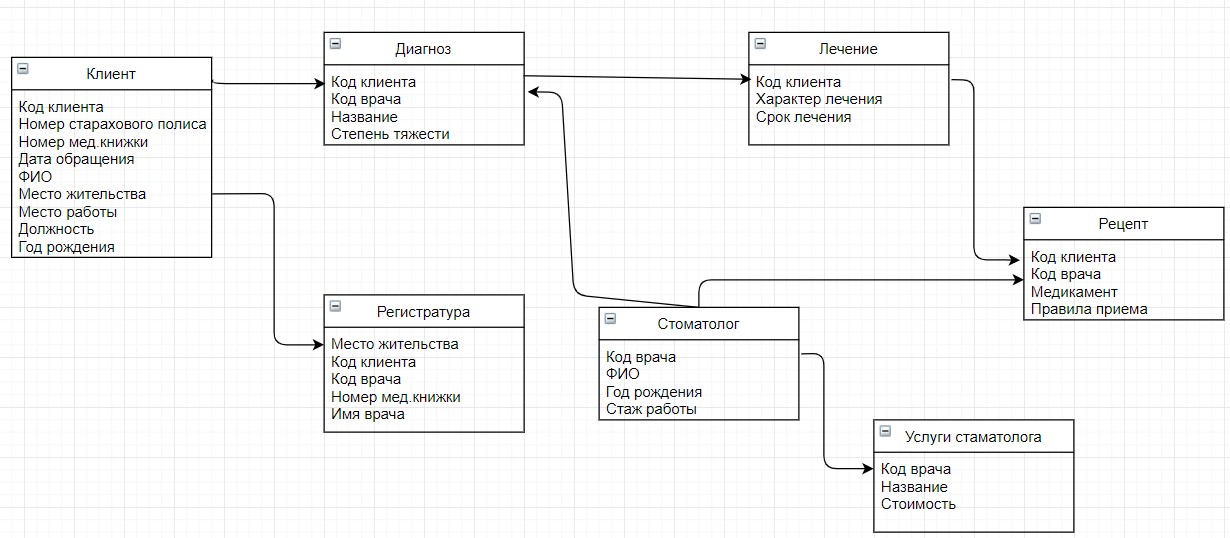 Клиент
Код клиента
Номер старахового полиса
Номер мед.книжки
Дата обращения
ФИО
Место жительства
Место работы
Должность
Год рождения
Диагноз
Код клиента
Код врача
Название
Степень тяжести
Лечение
Код клиента
Характер лечения
Срок лечения
Рецепт
Код клиента
Код врача
Медикамент
Правила приема
Регистратура
Место жительства
Код клиента
Код врача
Номер мед.книжки
Имя врача
Стоматолог
Код врача
ФИО
Год рождения
Стаж работы
Услуги стаматолога
Код врача
Название
Стоимость